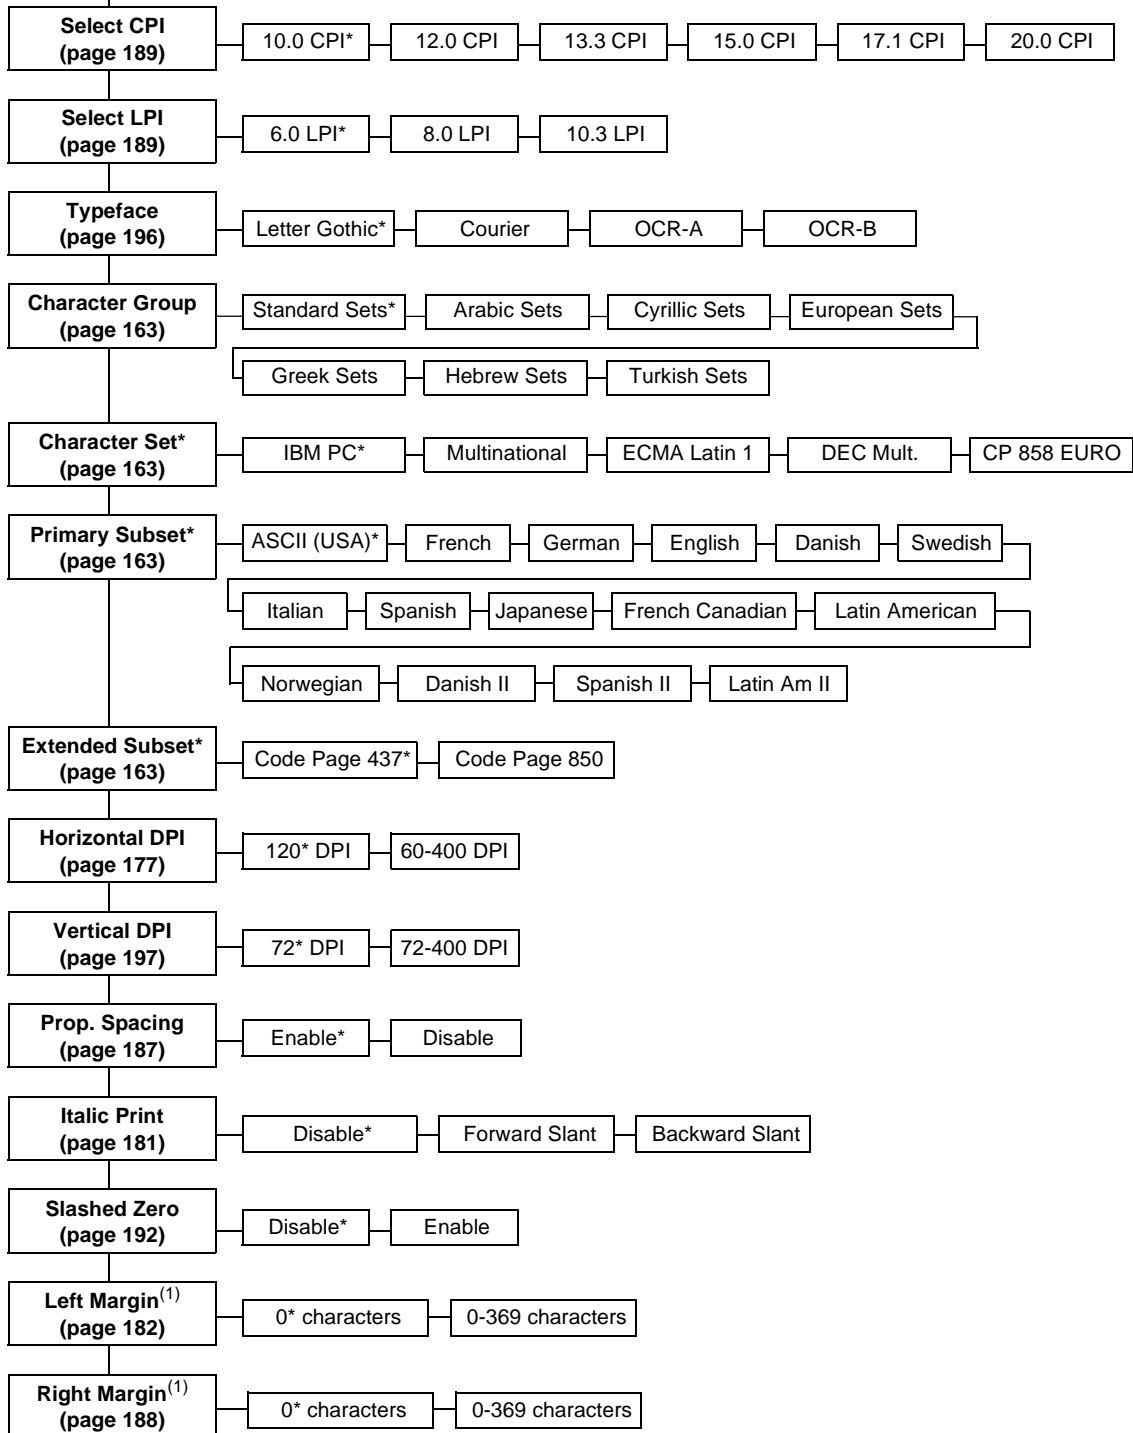 Select CPI
(page 189)
10.0 CPI* 12.0 CPI 13.3 CPI 15.0 CPI 17.1 CPI 20.0 CPI
Select LPI
(page 189)
6.0 LPI* 8.0 LPI 10.3 LPI
Typeface
(page 196)
Letter Gothic* Courier OCR-A OCR-B
Character Group
(page 163)
Standard Sets* Arabic Sets Cyrillic Sets European Sets
Greek Sets Hebrew Sets Turkish Sets
Character Set*
(page 163)
IBM PC* Multinational ECMA Latin 1 DEC Mult. CP 858 EURO
Primary Subset*
(page 163)
ASCII (USA)* French German English Danish Swedish
Italian Spanish Japanese French Canadian Latin American
Norwegian Danish II Spanish II Latin Am II
Extended Subset*
(page 163)
Code Page 437* Code Page 850
Horizontal DPI
(page 177)
120* DPI 60-400 DPI
Vertical DPI
(page 197)
72* DPI 72-400 DPI
Prop. Spacing
(page 187)
Enable* Disable
Italic Print
(page 181)
Disable* Forward Slant Backward Slant
Slashed Zero
(page 192)
Disable* Enable
Left Margin(1)
(page 182)
0* characters 0-369 characters
Right Margin(1)
(page 188)
0* characters 0-369 characters